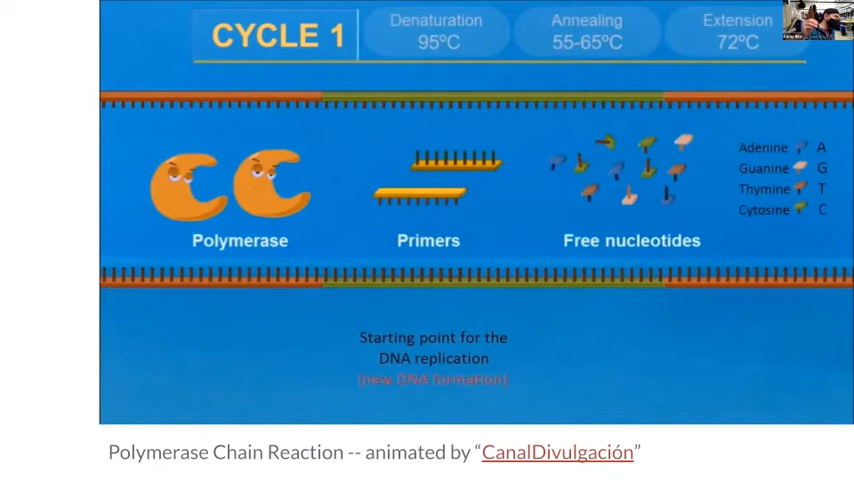 CYCLE 1
Denaturation
95ºC
Annealing
55-65ºC
Extension
72ºC
Polymerase
Primers
Free nucleotides
Adenine A
Guanine G
Thymine T
Cytosine C
Starting point for the
DNA replication
(new DNA formation)
Polymerase Chain Reaction -- animated by “CanalDivulgación”